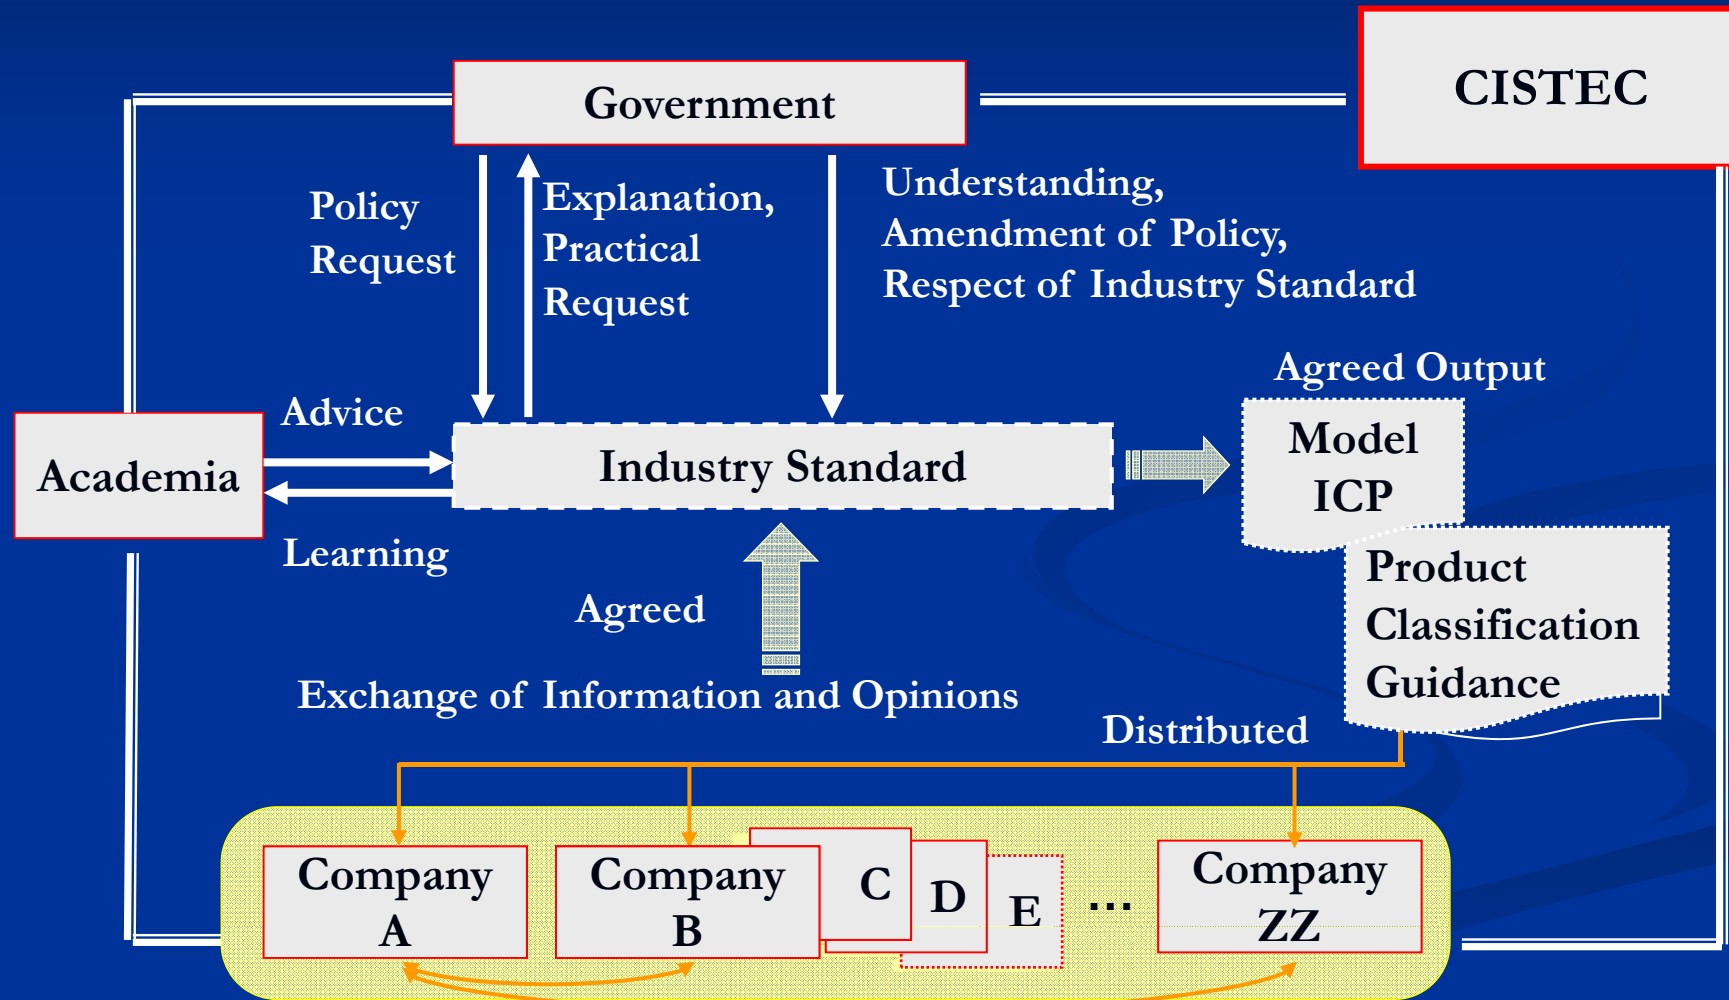 CISTEC
Government
Policy
Request
Explanation,
Practical
Request
Understanding,
Amendment of Policy,
Respect of Industry Standard
Agreed Output
Advice
Academia
Industry Standard
Model
ICP
Learning
Product
Classification
Guidance
Agreed
Exchange of Information and Opinions
Distributed
Company
A
Company
B
C
D
E
...
Company
ZZ